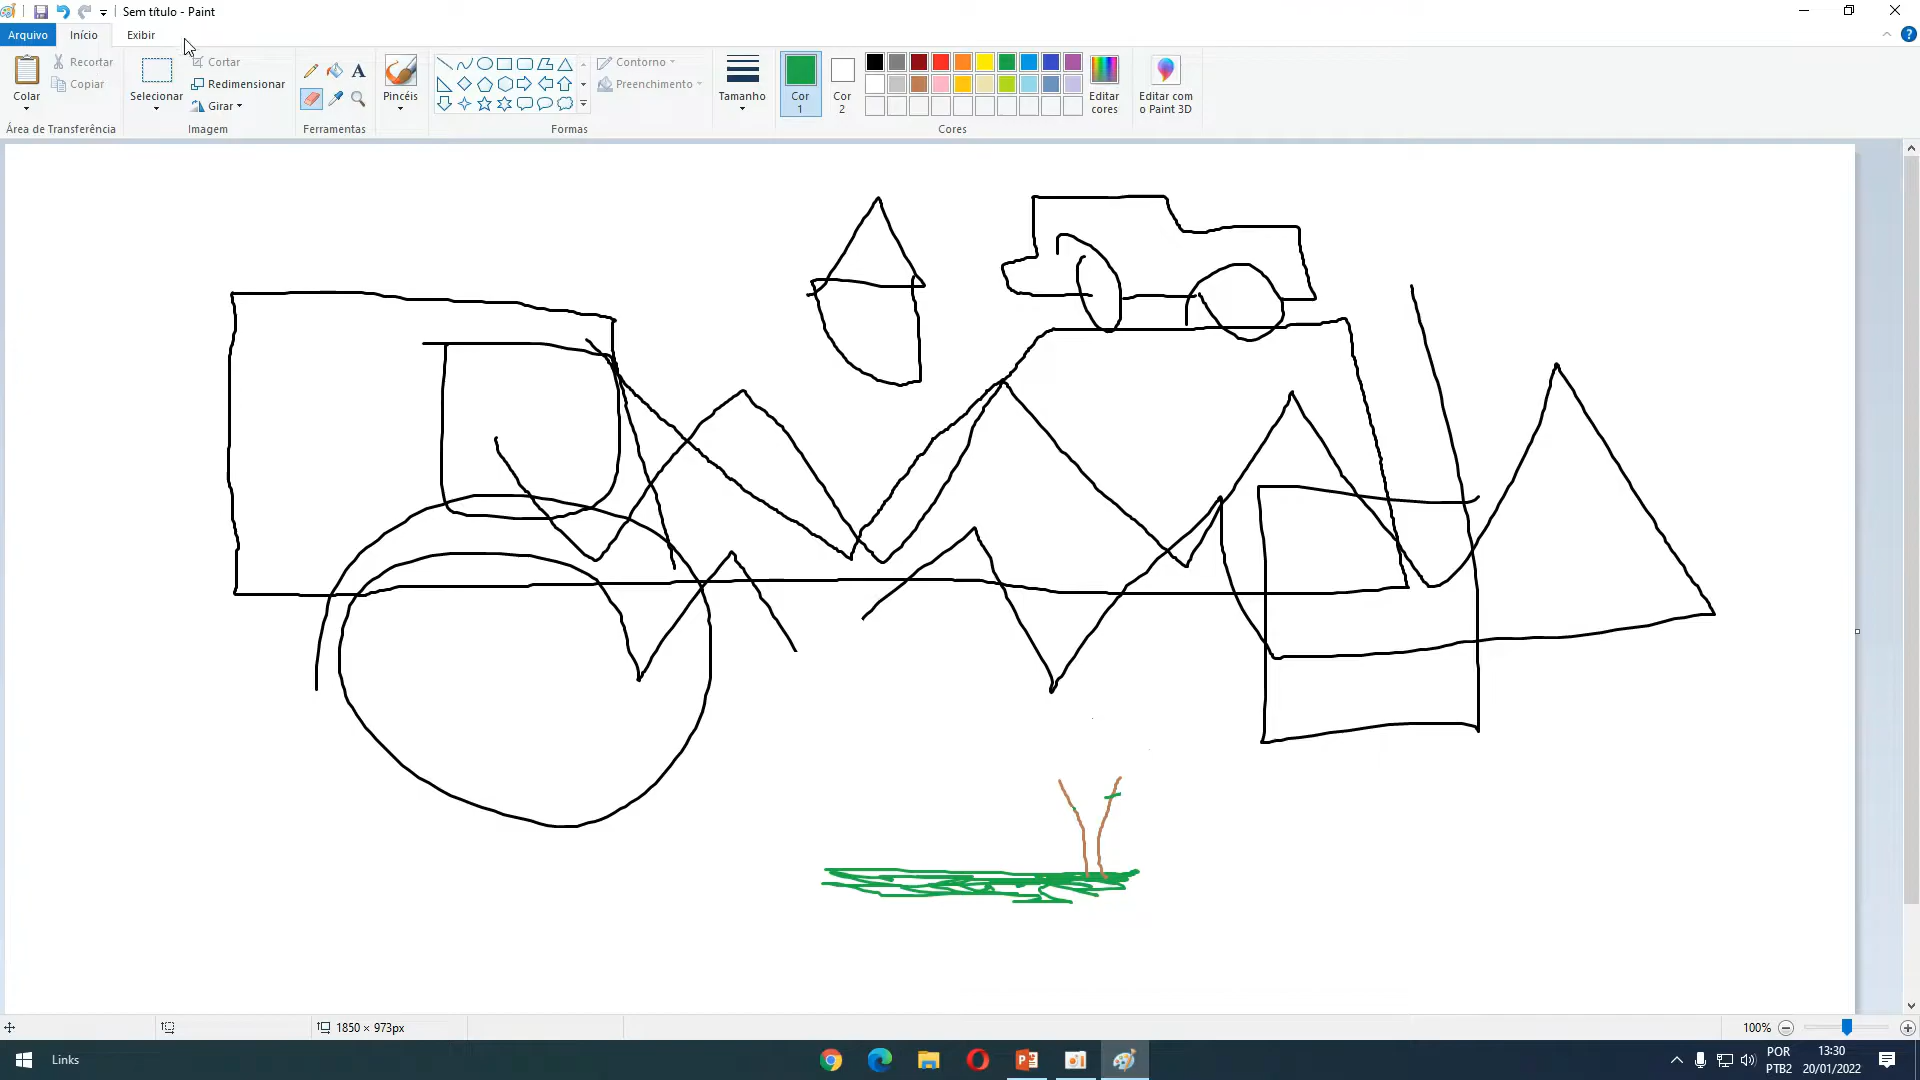 Sem título - Paint
Arquivo
Início
Exibir
Colar
Recortar
Copiar
Área de Transferência
Selecionar
Cortar
Redimensionar
Girar
Imagem
A
Ferramentas
Pincéis
Contorno
Preenchimento
Formas
Tamanho
Cor
1
Cor
2
Editar
cores
Cores
Editar com
o Paint 3D
1850 × 973px
100%
Links
POR
PTB2
13:30
20/01/2022